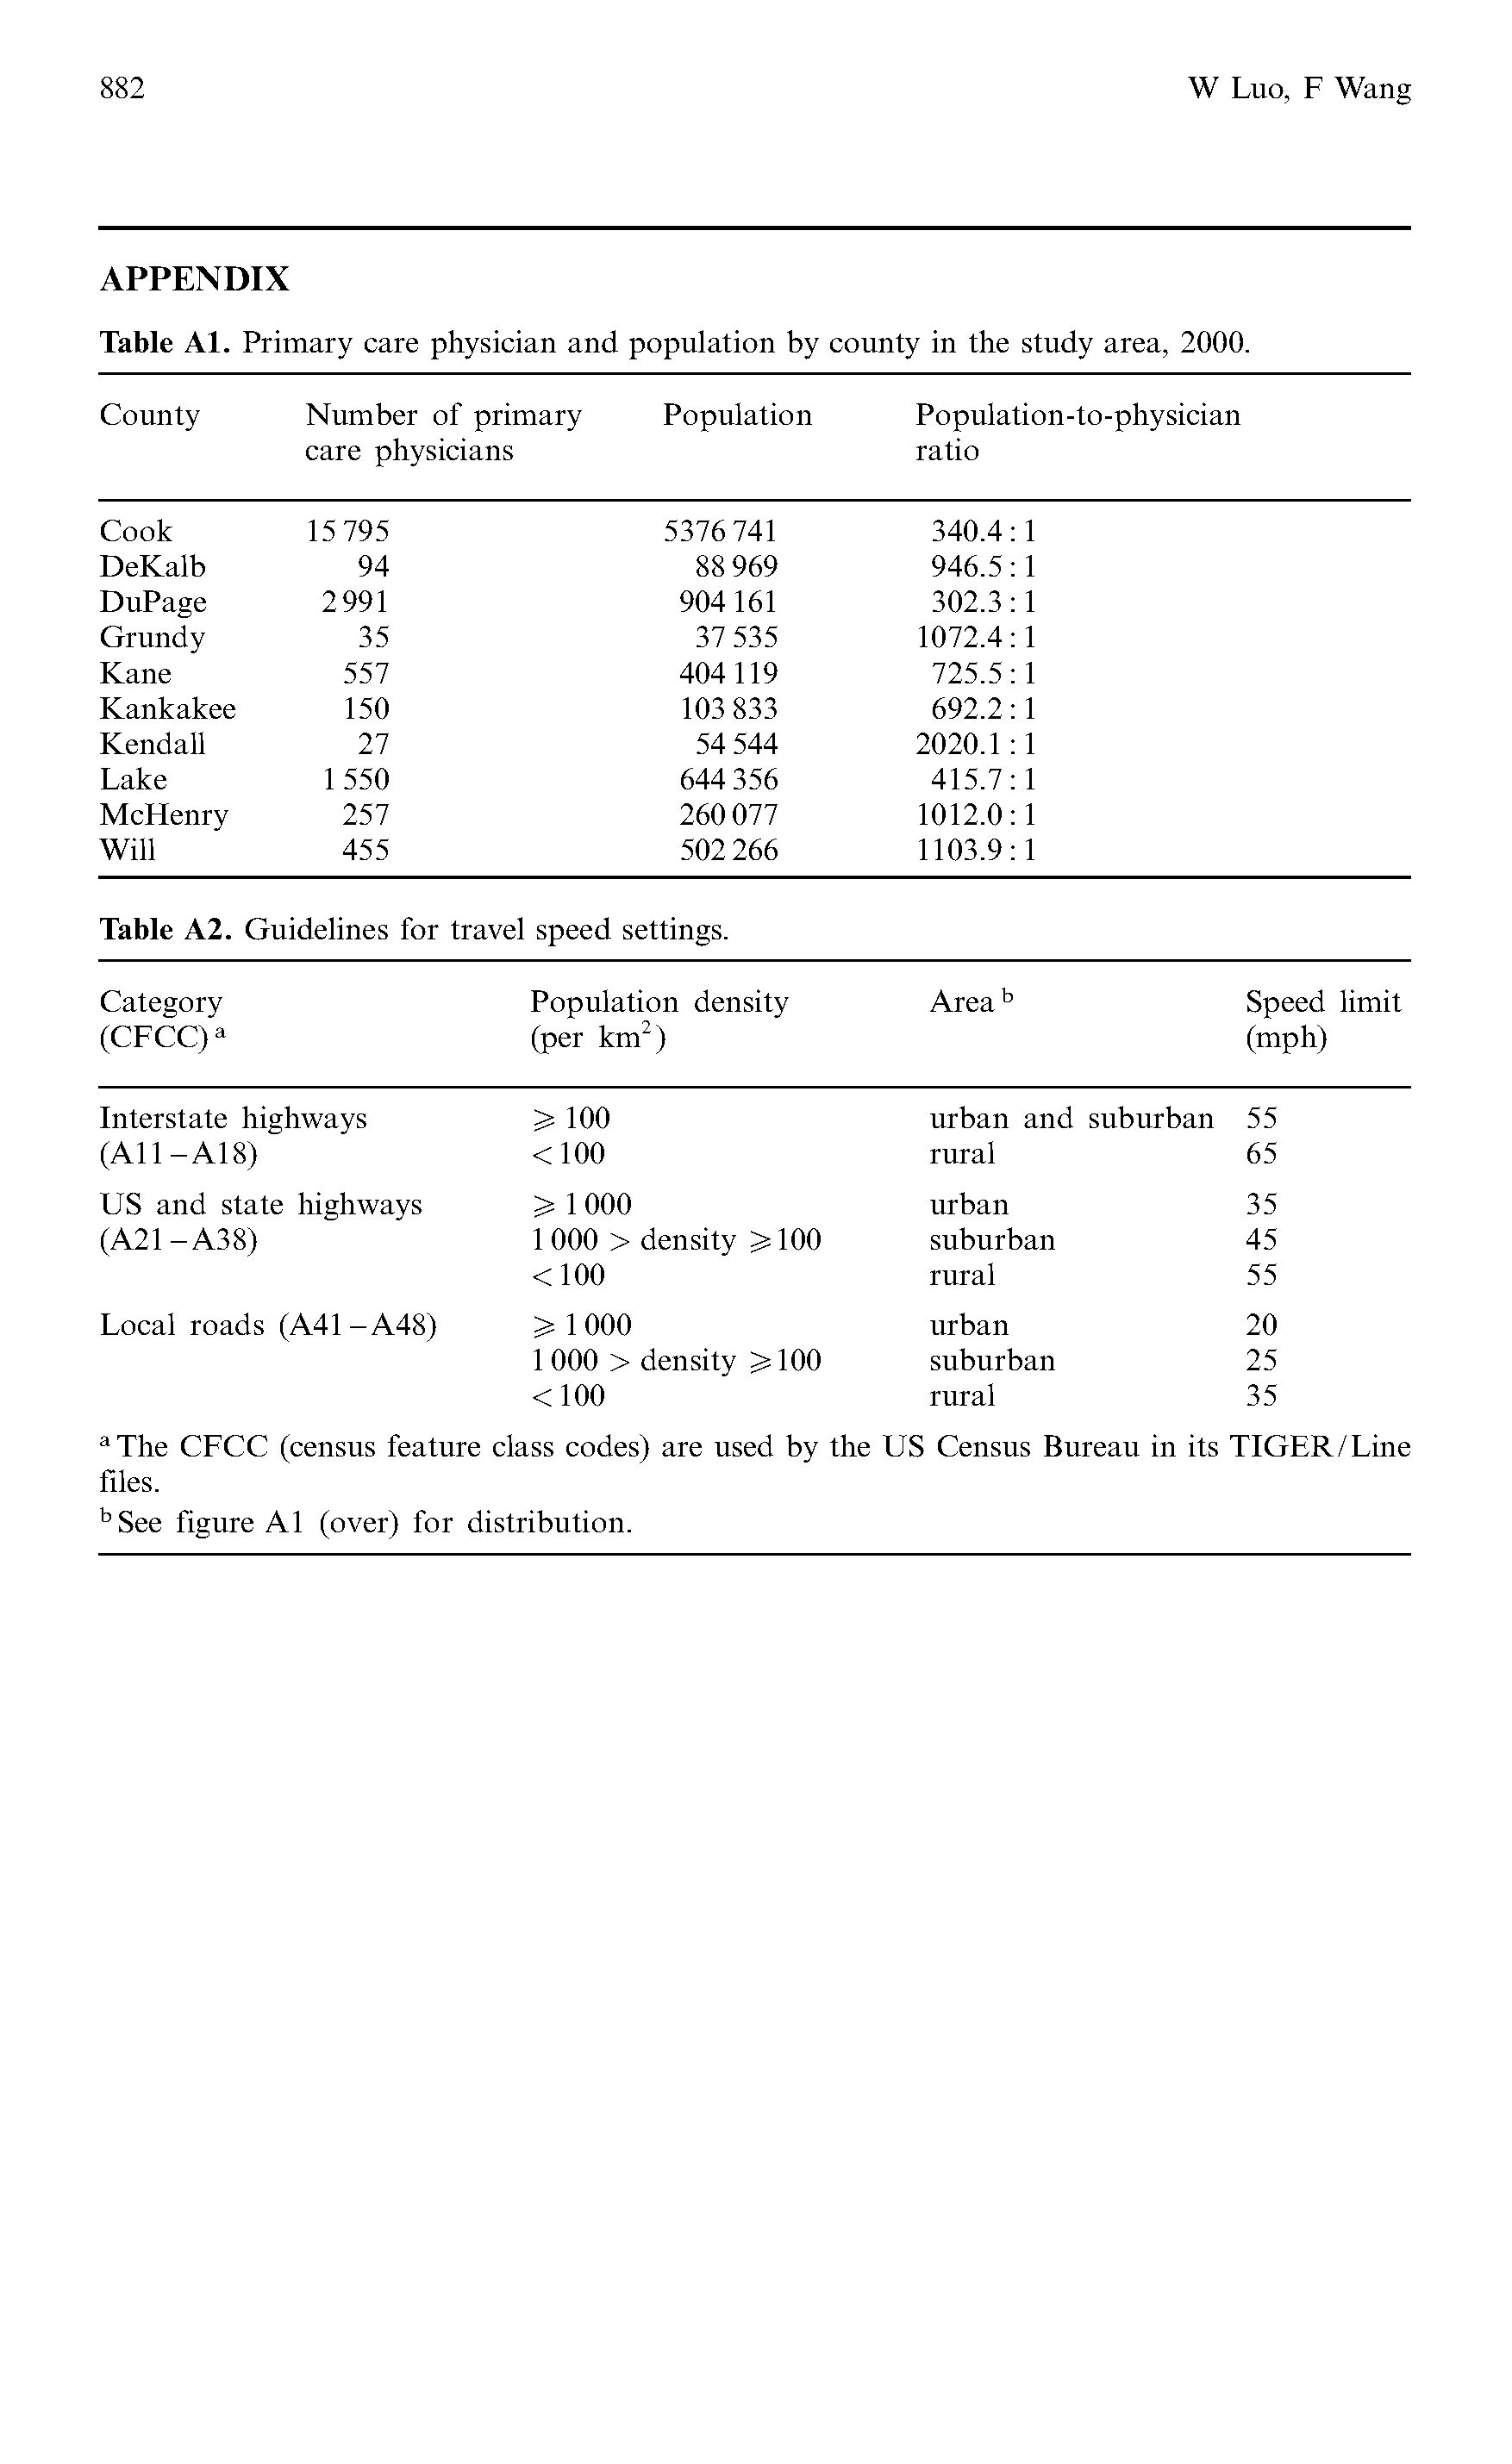 882 W Luo, F Wang
APPENDIX
Table A1. Primary care physician and population by county in the study area, 2000.
County Number of primary Population Population-to-physician
care physicians ratio
Cook 15 795 5 376 741 340.4 : 1
DeKalb 94 88 969 946.5 : 1
DuPage 2 991 904 161 302.3 : 1
Grundy 35 37 535 1072.4 : 1
Kane 557 404 119 725.5 : 1
Kankakee 150 103 833 692.2 : 1
Kendall 27 54 544 2020.1 : 1
Lake 1 550 644 356 415.7 : 1
McHenry 257 260 077 1012.0 : 1
Will 455 502 266 1103.9 : 1
Table A2. Guidelines for travel speed settings.
Category Population density Area b Speed limit
(CFCC) a (per km²) (mph)
Interstate highways ⩾ 100 urban and suburban 55
(A11 – A18) < 100 rural 65
US and state highways ⩾ 1 000 urban 35
(A21 – A38) 1 000 > density ⩾ 100 suburban 45
< 100 rural 55
Local roads (A41 – A48) ⩾ 1 000 urban 20
1 000 > density ⩾ 100 suburban 25
< 100 rural 35
a The CFCC (census feature class codes) are used by the US Census Bureau in its TIGER/Line
files.
b See figure A1 (over) for distribution.